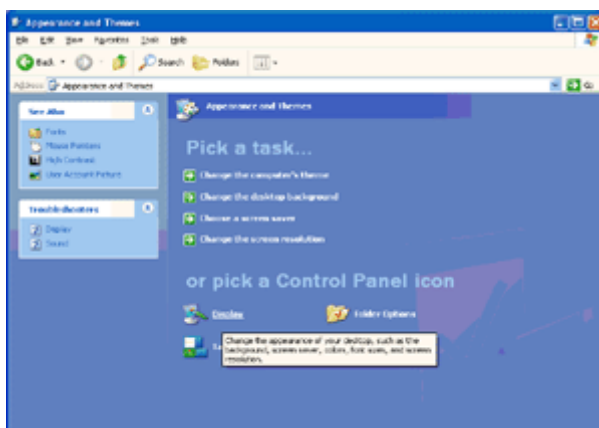 Appearance and Themes
File Edit View Favorites Tools Help
Back Search Folders
Address Appearance and Themes Go
See Also
Fonts
Mouse Pointers
High Contrast
User Account Picture
Troubleshooters
Display
Sound
Appearance and Themes
Pick a task...
Change the computer's theme
Change the desktop background
Choose a screen saver
Change the screen resolution
or pick a Control Panel icon
Display Folder Options
Change the appearance of your desktop, such as the
background, screen saver, colors, font sizes, and screen
resolution.